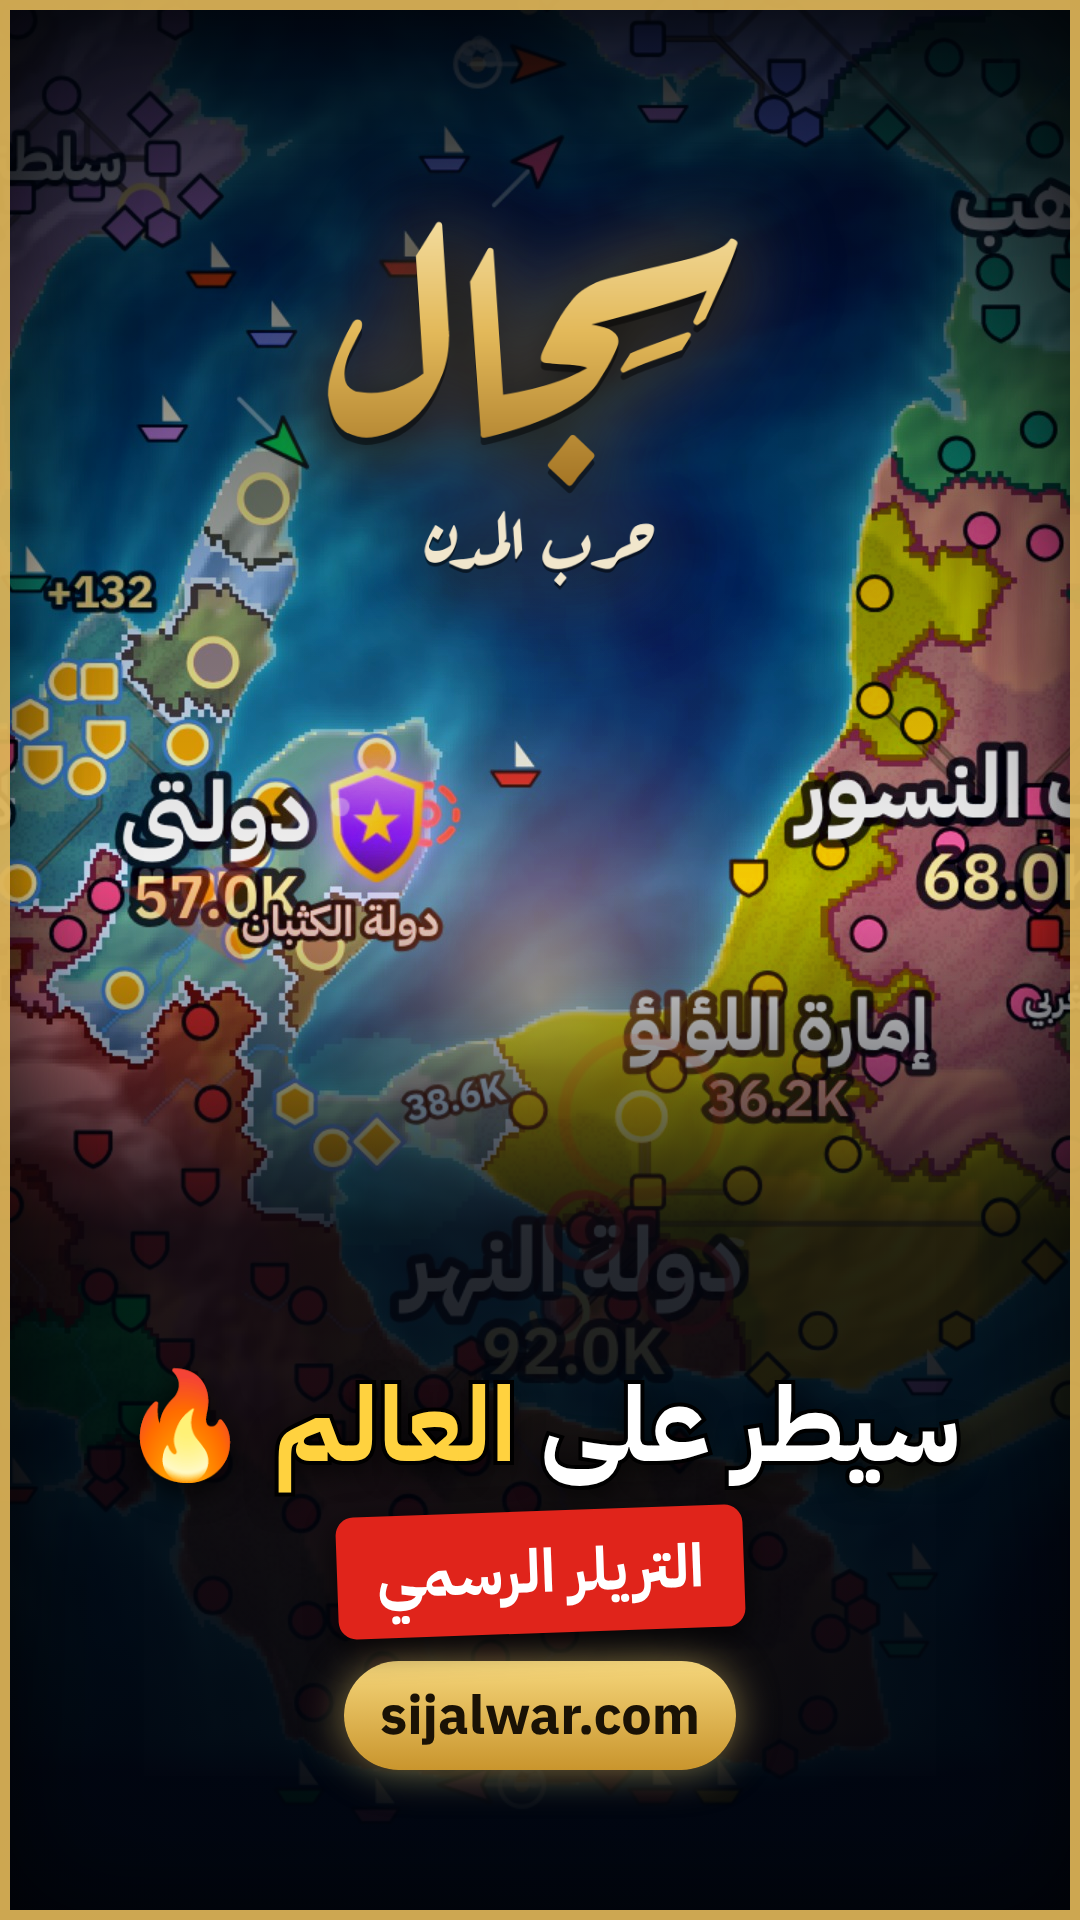 سجال
حرب المدن
+132
دولتي
57.0K
دولة الكثبان
النسور
68.0
إمارة اللؤلؤ
36.2K
38.6K
دولة النهر
92.0K
سيطر على العالم 🔥
التريلر الرسمي
sijalwar.com